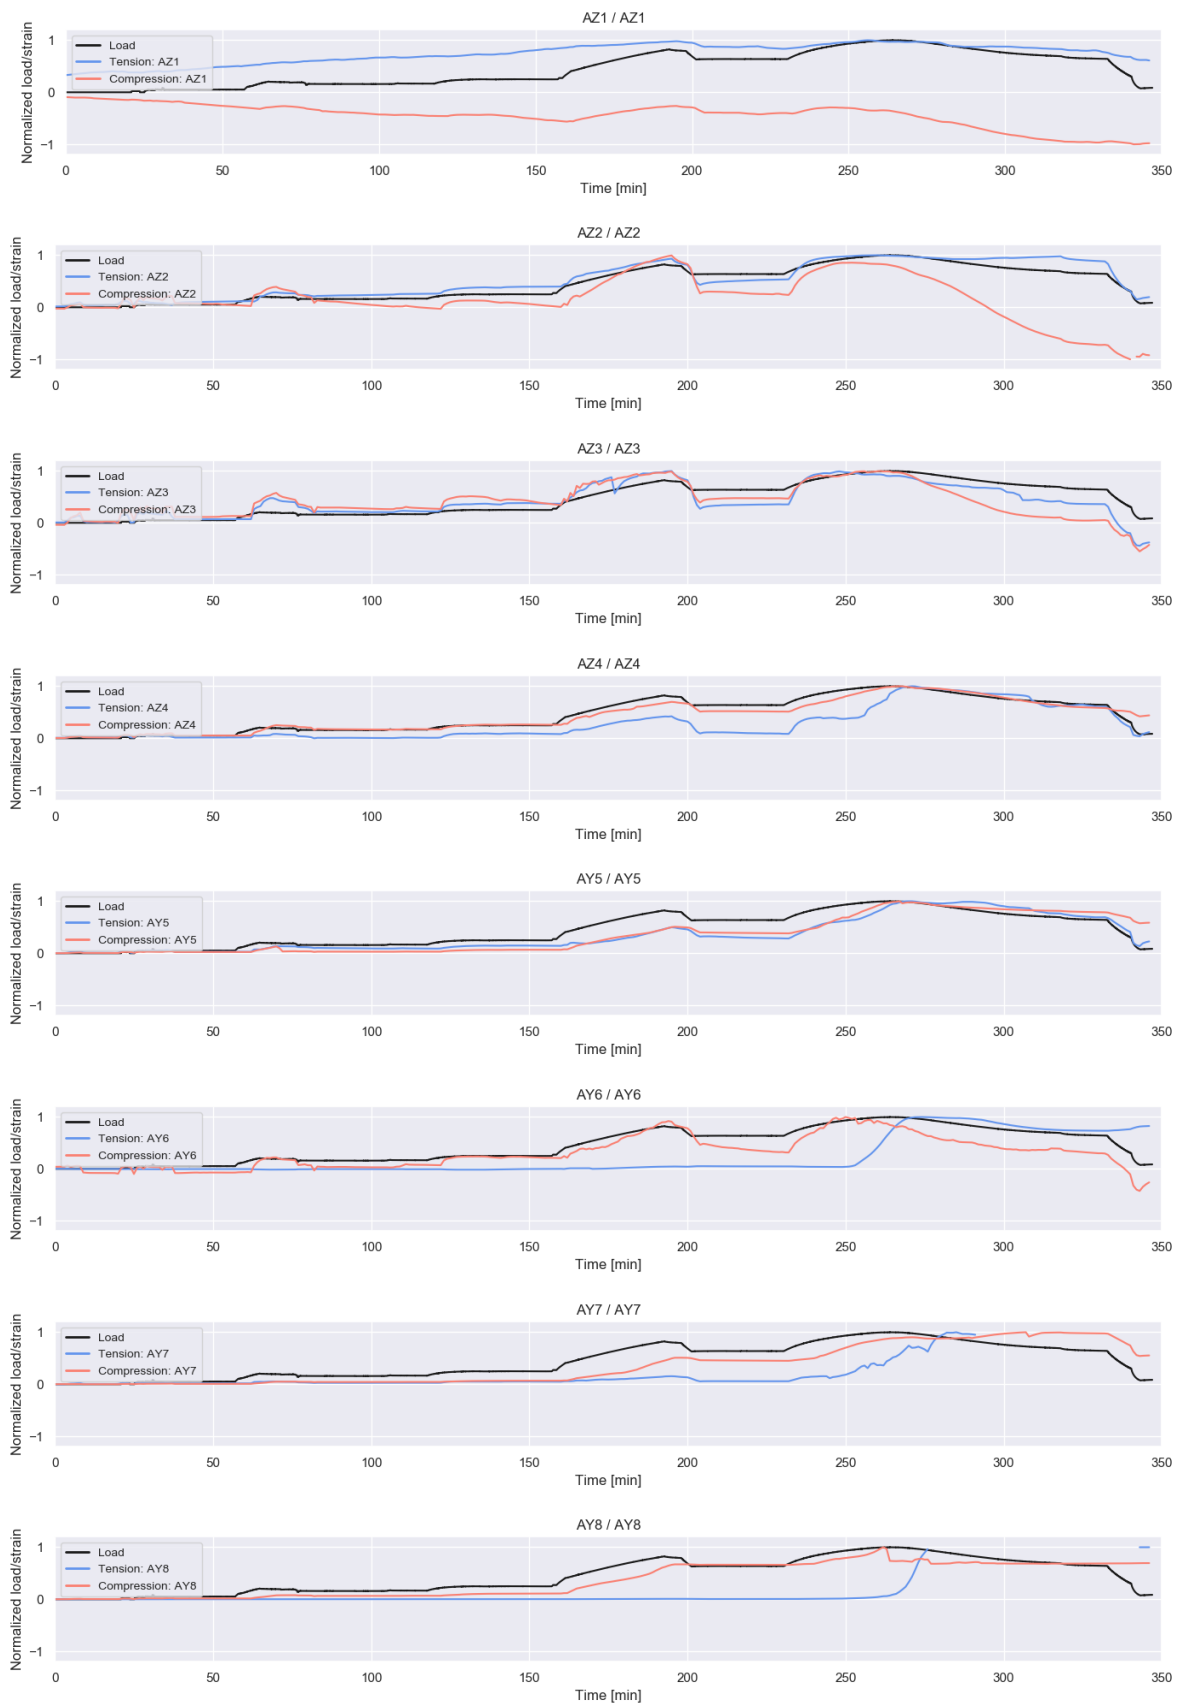 AZ1 / AZ1
Normalized load/strain
1
0
−1
Load
Tension: AZ1
Compression: AZ1
0 50 100 150 200 250 300 350
Time [min]
AZ2 / AZ2
Normalized load/strain
1
0
−1
Load
Tension: AZ2
Compression: AZ2
0 50 100 150 200 250 300 350
Time [min]
AZ3 / AZ3
Normalized load/strain
1
0
−1
Load
Tension: AZ3
Compression: AZ3
0 50 100 150 200 250 300 350
Time [min]
AZ4 / AZ4
Normalized load/strain
1
0
−1
Load
Tension: AZ4
Compression: AZ4
0 50 100 150 200 250 300 350
Time [min]
AY5 / AY5
Normalized load/strain
1
0
−1
Load
Tension: AY5
Compression: AY5
0 50 100 150 200 250 300 350
Time [min]
AY6 / AY6
Normalized load/strain
1
0
−1
Load
Tension: AY6
Compression: AY6
0 50 100 150 200 250 300 350
Time [min]
AY7 / AY7
Normalized load/strain
1
0
−1
Load
Tension: AY7
Compression: AY7
0 50 100 150 200 250 300 350
Time [min]
AY8 / AY8
Normalized load/strain
1
0
−1
Load
Tension: AY8
Compression: AY8
0 50 100 150 200 250 300 350
Time [min]